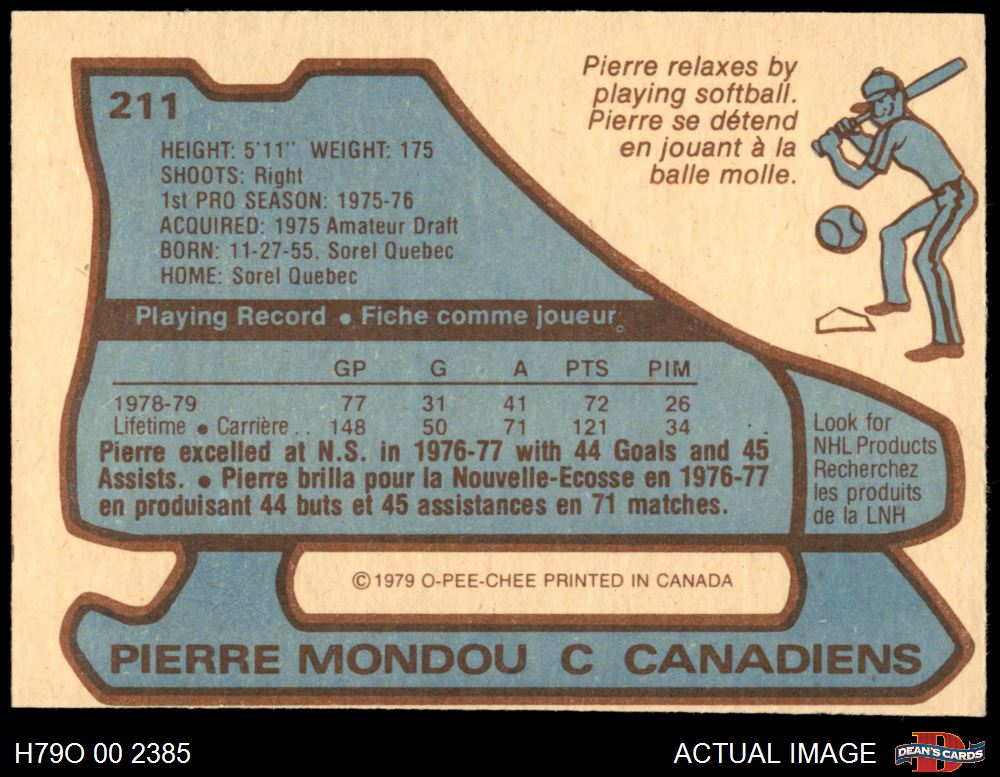 211
HEIGHT: 5'11" WEIGHT: 175
SHOOTS: Right
1st PRO SEASON: 1975-76
ACQUIRED: 1975 Amateur Draft
BORN: 11-27-55, Sorel Quebec
HOME: Sorel Quebec
Pierre relaxes by
playing softball.
Pierre se détend
en jouant à la
balle molle.
Playing Record • Fiche comme joueur
GP G A PTS PIM
1978-79 77 31 41 72 26
Lifetime • Carrière . . 148 50 71 121 34
Pierre excelled at N.S. in 1976-77 with 44 Goals and 45
Assists. • Pierre brilla pour la Nouvelle-Ecosse en 1976-77
en produisant 44 buts et 45 assistances en 71 matches.
Look for
NHL Products
Recherchez
les produits
de la LNH
© 1979 O-PEE-CHEE PRINTED IN CANADA
PIERRE MONDOU C CANADIENS
H79O 00 2385
ACTUAL IMAGE
D
DEAN'S CARDS